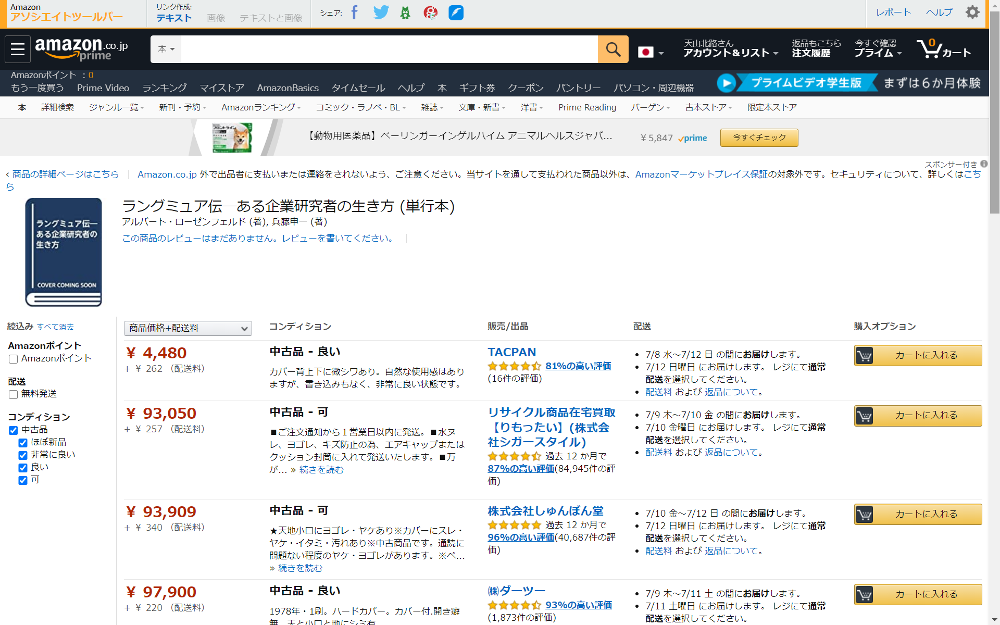 Amazon
アソシエイトツールバー
リンク作成:
テキスト 画像 テキストと画像
シェア:
レポート ヘルプ
amazon.co.jp
prime
本
天山北路さん
アカウント＆リスト
返品もこちら
注文履歴
今すぐ確認
プライム
0
カート
Amazonポイント ：0
もう一度買う Prime Video ランキング マイストア AmazonBasics タイムセール ヘルプ 本 ギフト券 クーポン パントリー パソコン・周辺機器
プライムビデオ学生版 まずは６か月体験
本 詳細検索 ジャンル一覧 新刊・予約 Amazonランキング コミック・ラノベ・BL 雑誌 文庫・新書 洋書 Prime Reading バーゲン 古本ストア 限定本ストア
【動物用医薬品】ベーリンガーインゲルハイム アニマルヘルスジャパ... ￥5,847 prime 今すぐチェック
スポンサー付き
‹ 商品の詳細ページはこちら Amazon.co.jp 外で出品者に支払いまたは連絡をされないよう、ご注意ください。当サイトを通して支払われた商品以外は、Amazonマーケットプレイス保証の対象外です。セキュリティについて、詳しくはこち
ら
ラングミュア伝―
ある企業研究者の
生き方
COVER COMING SOON
ラングミュア伝―ある企業研究者の生き方 (単行本)
アルバート・ローゼンフェルド (著), 兵藤申一 (著)
この商品のレビューはまだありません。レビューを書いてください。
絞込み すべて消去
Amazonポイント
Amazonポイント
配送
無料発送
コンディション
中古品
ほぼ新品
非常に良い
良い
可
商品価格+配送料 コンディション 販売/出品 配送 購入オプション
￥ 4,480
+ ￥ 262 （配送料）
中古品 - 良い
カバー背上下に微シワあり。自然な使用感はあり
ますが、書き込みもなく、非常に良い状態です。
TACPAN
81%の高い評価
(16件の評価)
7/8 水～7/12 日 の間にお届けします。
7/12 日曜日 にお届けします。 レジにて通常
配送を選択してください。
配送料 および 返品について。
カートに入れる
￥ 93,050
+ ￥ 257 （配送料）
中古品 - 可
■ご注文通知から１営業日以内に発送。■水ヌ
レ、ヨゴレ、キズ防止の為、エアキャップまたは
クッション封筒に入れて発送いたします。■万
が... » 続きを読む
リサイクル商品在宅買取
【りもったい】(株式会
社シガースタイル)
過去 12 か月で
87%の高い評価(84,945件の評
価)
7/9 木～7/10 金 の間にお届けします。
7/10 金曜日 にお届けします。 レジにて通常
配送を選択してください。
配送料 および 返品について。
カートに入れる
￥ 93,909
+ ￥ 340 （配送料）
中古品 - 可
★天地小口にヨゴレ・ヤケあり※カバーにスレ・
ヤケ・イタミ・汚れあり※中古商品です。通読に
問題ない程度のヤケ・ヨゴレがあります。※ペ...
» 続きを読む
株式会社しゅんぽん堂
過去 12 か月で
96%の高い評価(40,687件の評
価)
7/10 金～7/12 日 の間にお届けします。
7/12 日曜日 にお届けします。 レジにて通常
配送を選択してください。
配送料 および 返品について。
カートに入れる
￥ 97,900
+ ￥ 220 （配送料）
中古品 - 良い
1978年・1刷。ハードカバー。カバー付.開き癖
無。天と小口と地にシミ有。
㈱ダーツー
93%の高い評価
(1,873件の評価)
7/9 木～7/11 土 の間にお届けします。
7/11 土曜日 にお届けします。 レジにて通常
配送を選択してください。
カートに入れる